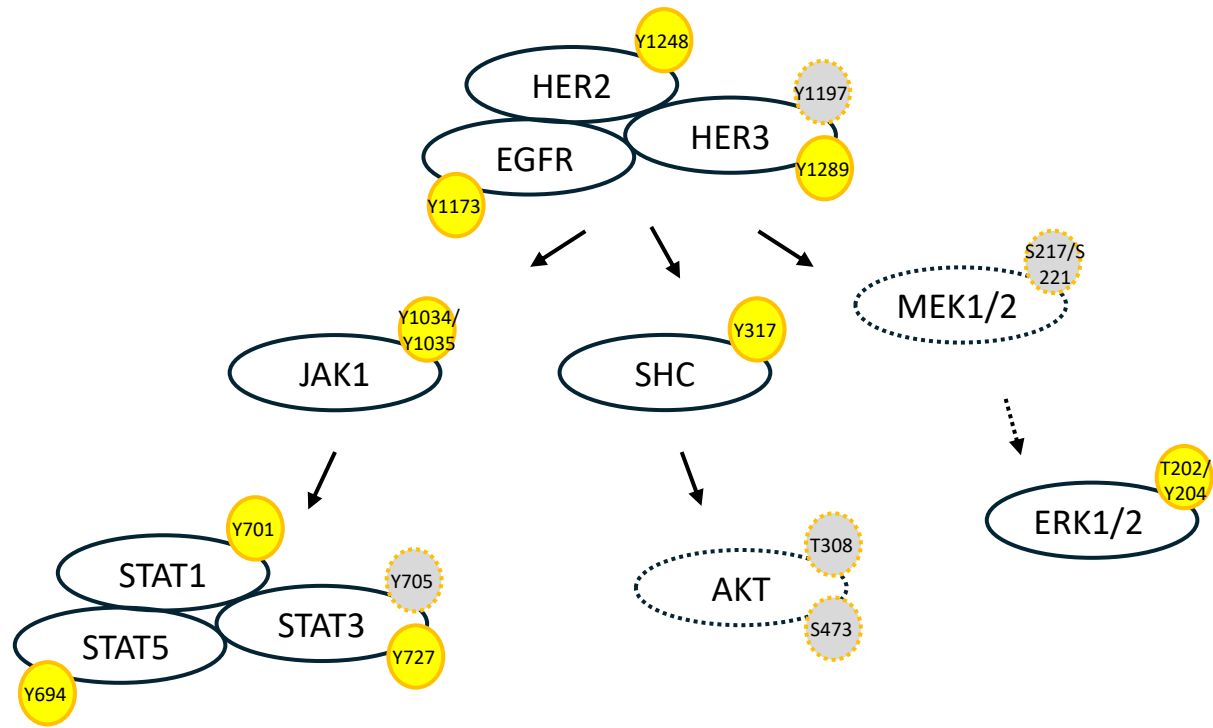 Y1248
HER2
Y1197
HER3
EGFR
Y1289
Y1173
S217/S
221
MEK1/2
Y1034/
Y1035
Y317
JAK1
SHC
T202/
Y204
ERK1/2
Y701
STAT1
T308
Y705
AKT
STAT3
S473
STAT5
Y727
Y694